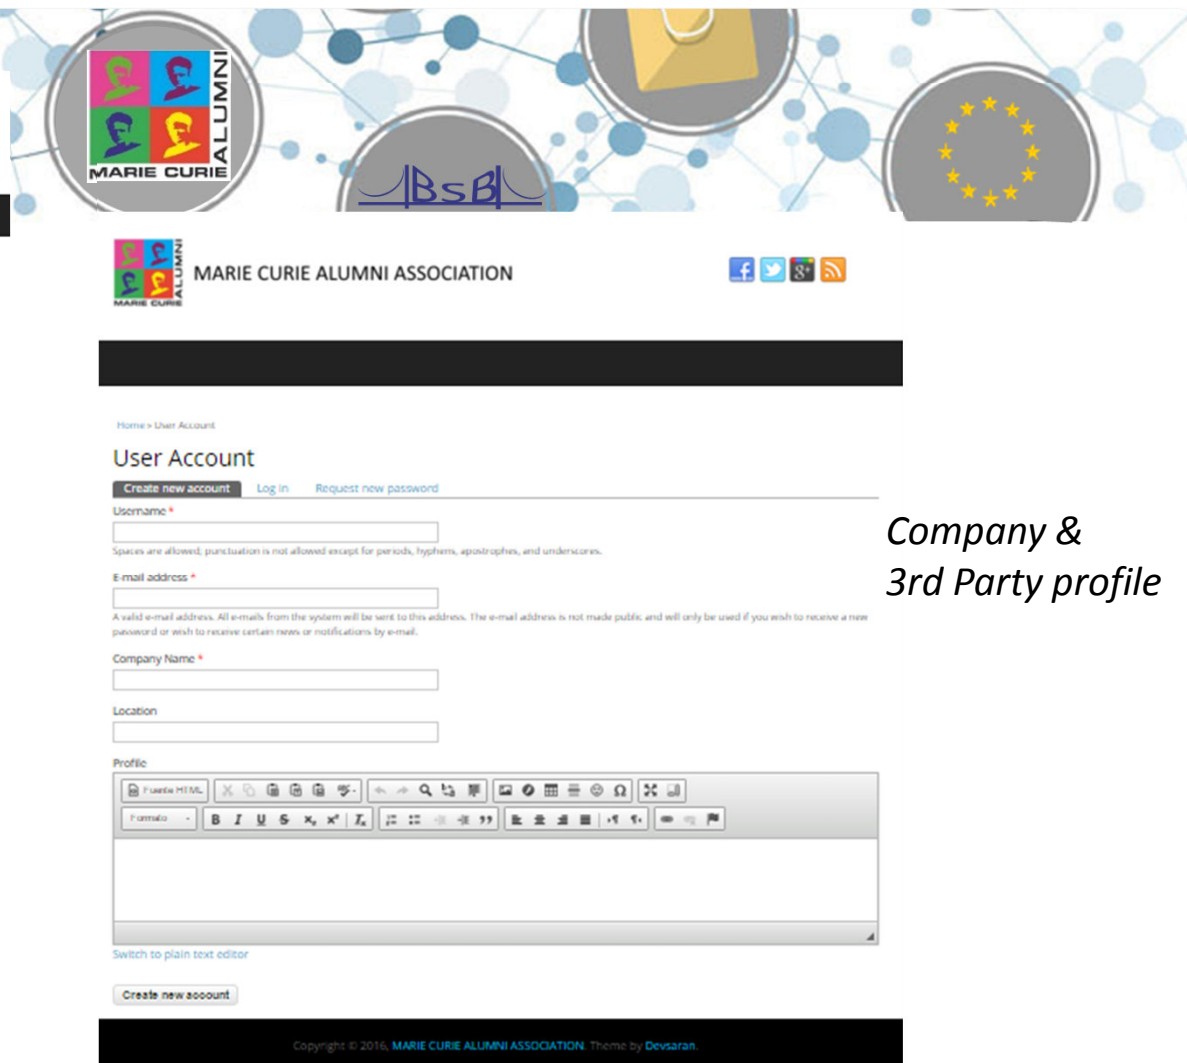 MARIE CURIE
ALUMNI
BSB
MARIE CURIE
ALUMNI
MARIE CURIE ALUMNI ASSOCIATION
Home » User Account
User Account
Create new account Log in Request new password
Username *
Spaces are allowed; punctuation is not allowed except for periods, hyphens, apostrophes, and underscores.
Company &
3rd Party profile
E-mail address *
A valid e-mail address. All e-mails from the system will be sent to this address. The e-mail address is not made public and will only be used if you wish to receive a new
password or wish to receive certain news or notifications by e-mail.
Company Name *
Location
Profile
Fuente HTML
Formato
Switch to plain text editor
Create new account
Copyright © 2016, MARIE CURIE ALUMNI ASSOCIATION. Theme by Devsaran.